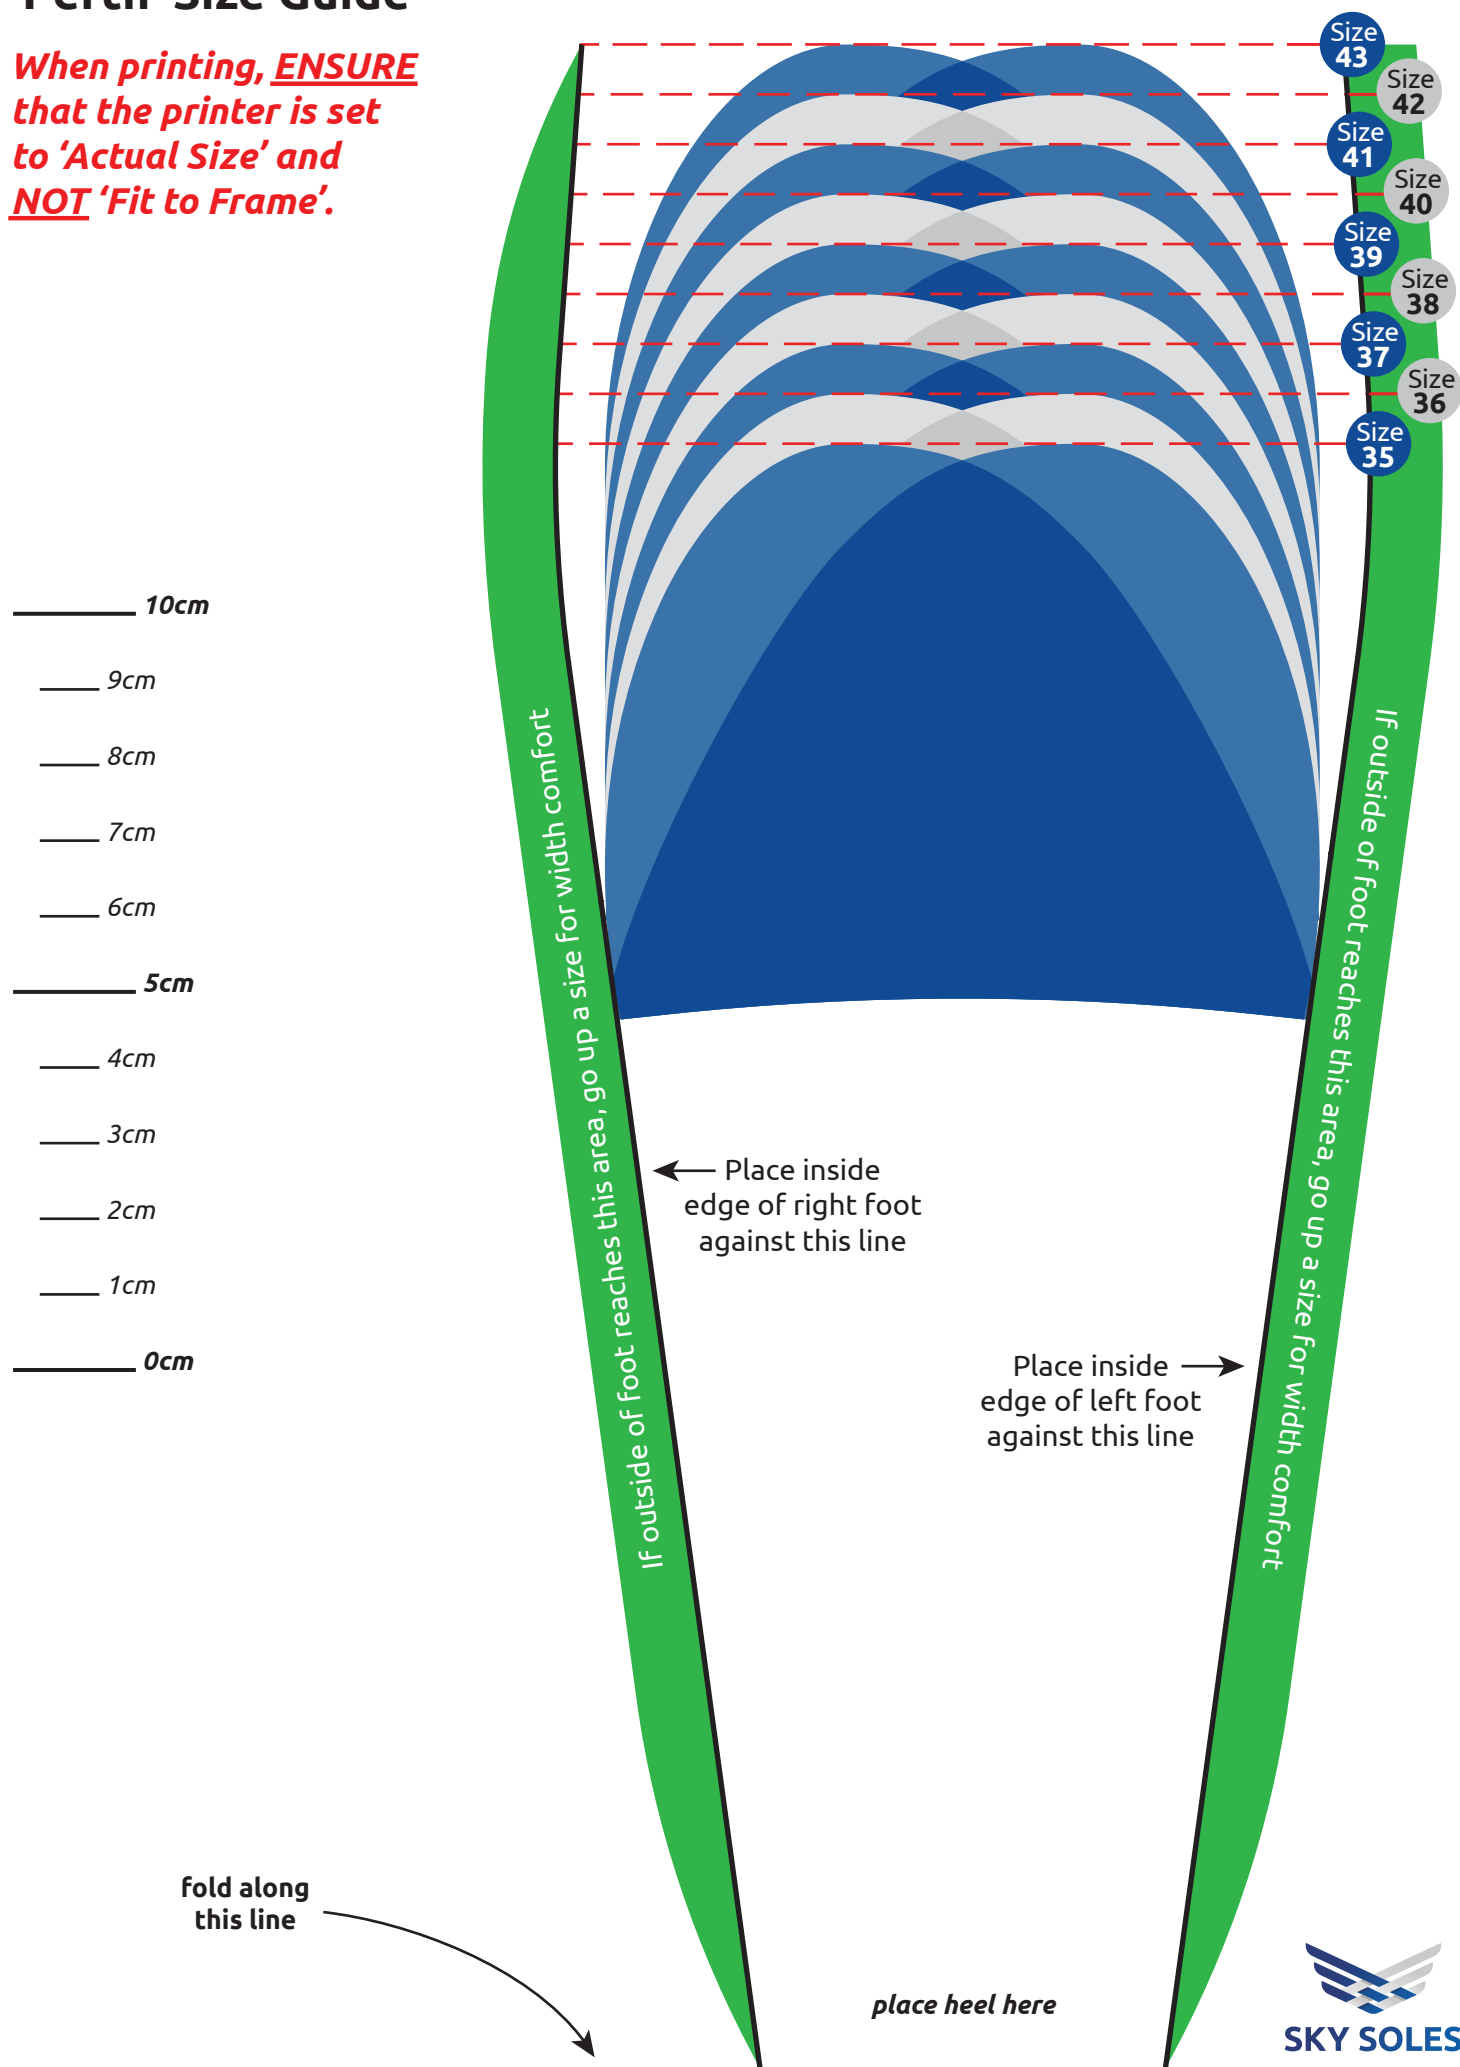 Size Guide
When printing, ENSURE
that the printer is set
to ‘Actual Size’ and
NOT ‘Fit to Frame’.
Size
43
Size
42
Size
41
Size
40
Size
39
Size
38
Size
37
Size
36
Size
35
10cm
9cm
8cm
7cm
6cm
5cm
4cm
3cm
2cm
1cm
0cm
If outside of foot reaches this area, go up a size for width comfort
If outside of foot reaches this area, go up a size for width comfort
Place inside
edge of right foot
against this line
Place inside
edge of left foot
against this line
fold along
this line
place heel here
SKY SOLES